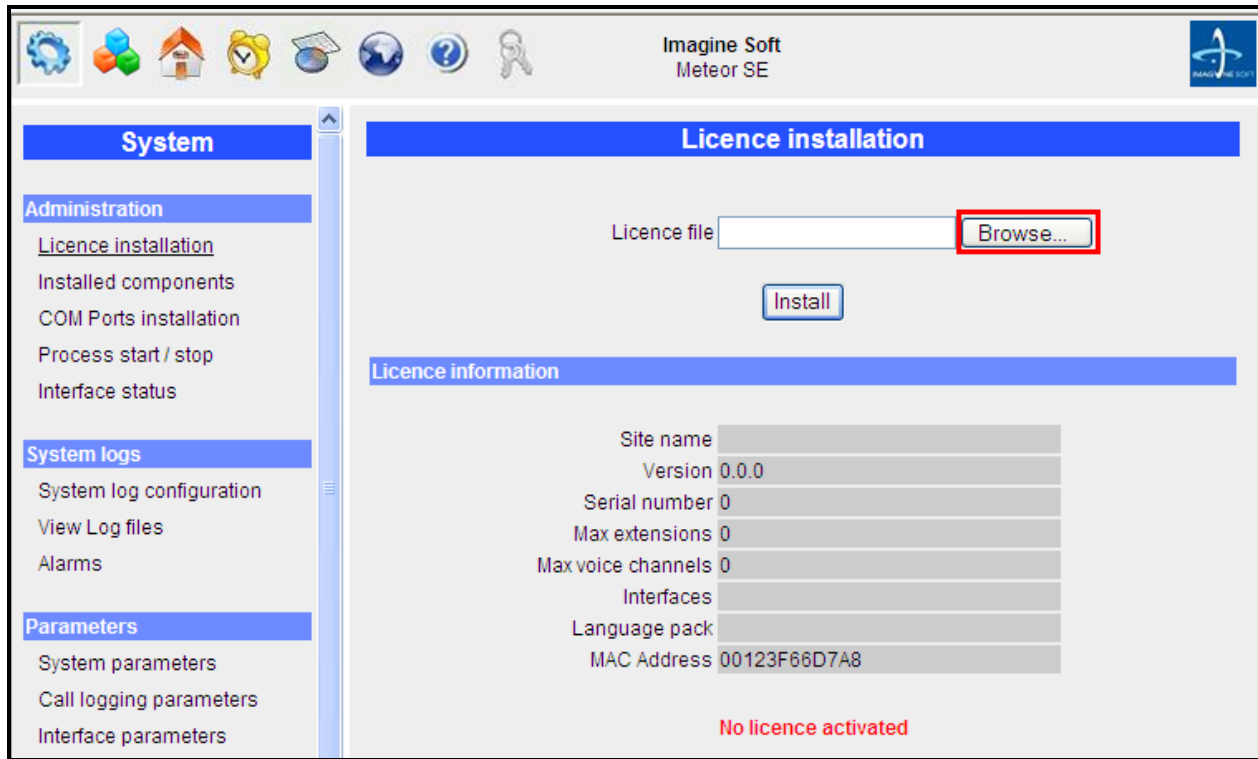 Imagine Soft
Meteor SE
IMAGINE SOFT
System
Administration
Licence installation
Installed components
COM Ports installation
Process start / stop
Interface status
System logs
System log configuration
View Log files
Alarms
Parameters
System parameters
Call logging parameters
Interface parameters
Licence installation
Licence file Browse...
Install
Licence information
Site name
Version 0.0.0
Serial number 0
Max extensions 0
Max voice channels 0
Interfaces
Language pack
MAC Address 00123F66D7A8
No licence activated